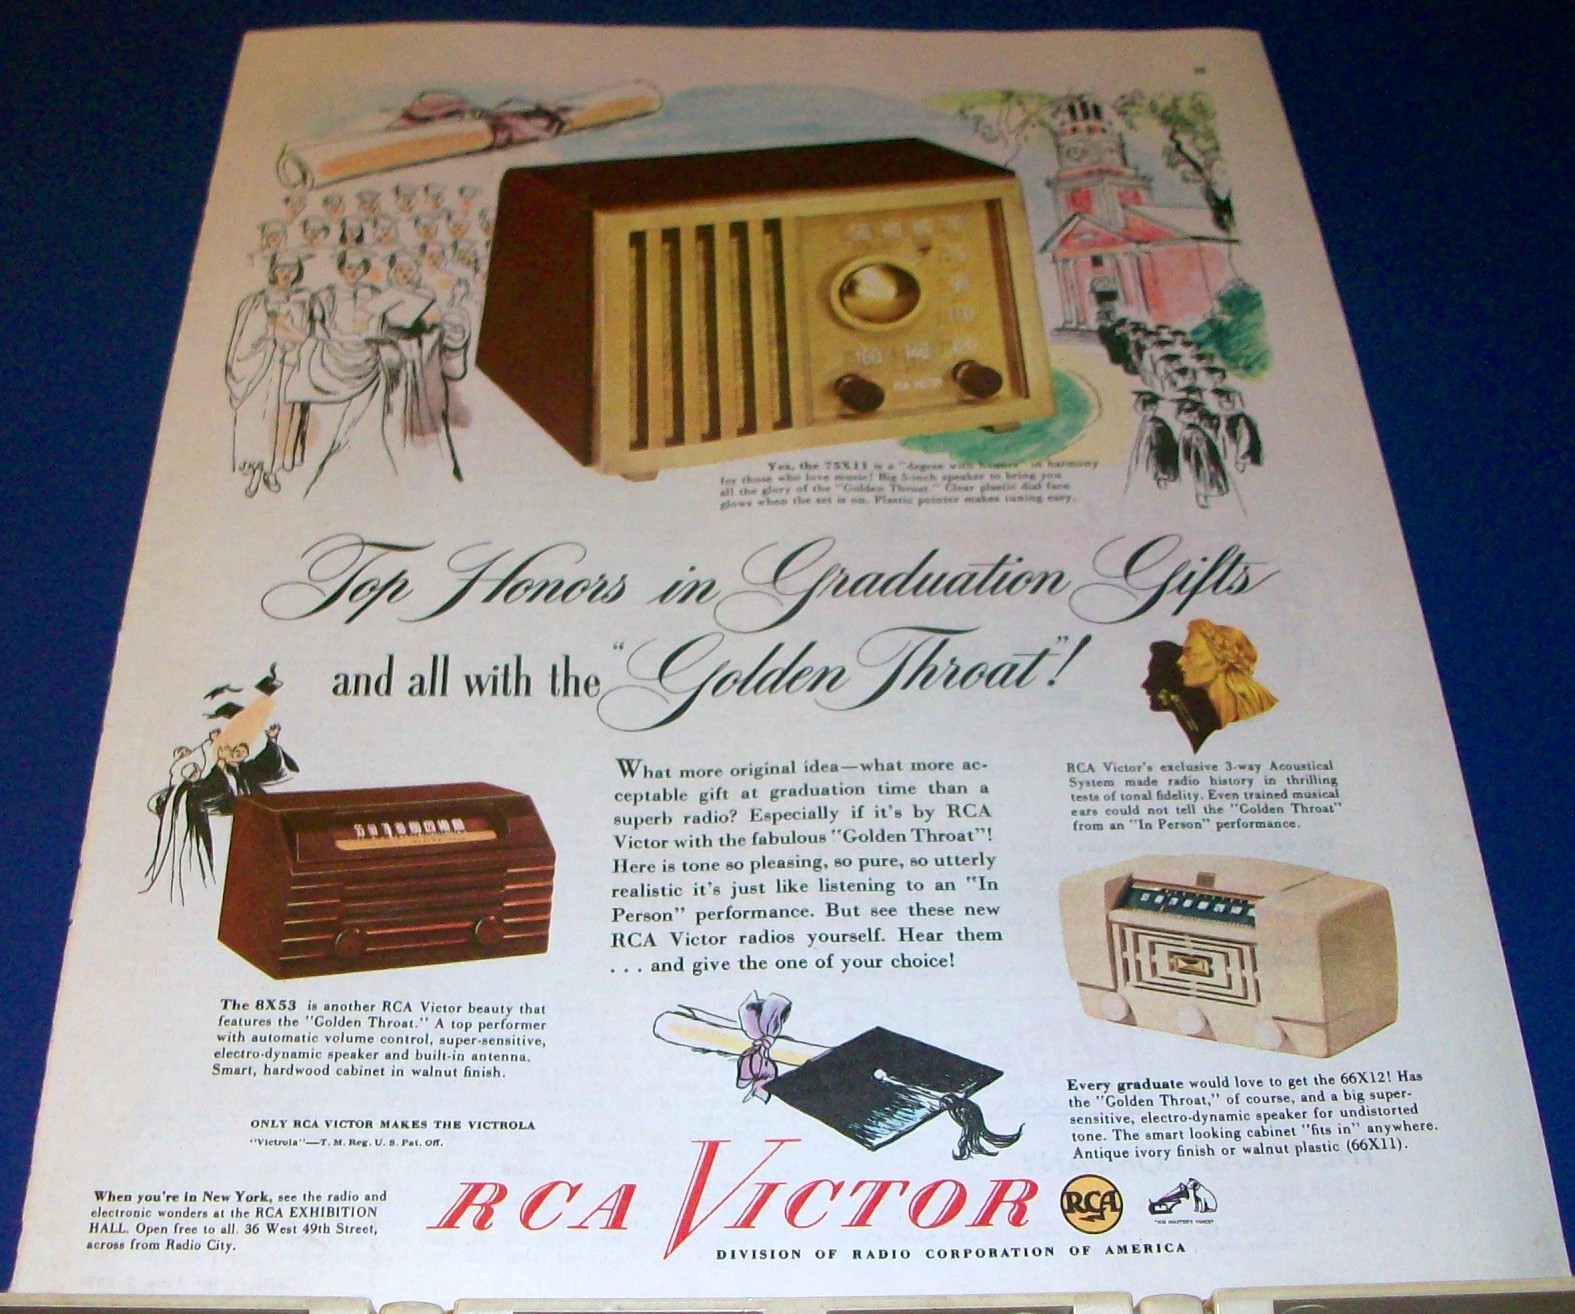 Yes, the 75X11 is a "degree with honors" in harmony
for those who love music! Big 5-inch speaker to bring you
all the glory of the "Golden Throat." Clear plastic dial face
glows when the set is on. Plastic pointer makes tuning easy.
Top Honors in Graduation Gifts
and all with the "Golden Throat"!
What more original idea—what more ac-
ceptable gift at graduation time than a
superb radio? Especially if it's by RCA
Victor with the fabulous "Golden Throat"!
Here is tone so pleasing, so pure, so utterly
realistic it's just like listening to an "In
Person" performance. But see these new
RCA Victor radios yourself. Hear them
. . . and give the one of your choice!
RCA Victor's exclusive 3-way Acoustical
System made radio history in thrilling
tests of tonal fidelity. Even trained musical
ears could not tell the "Golden Throat"
from an "In Person" performance.
The 8X53 is another RCA Victor beauty that
features the "Golden Throat." A top performer
with automatic volume control, super-sensitive,
electro-dynamic speaker and built-in antenna.
Smart, hardwood cabinet in walnut finish.
Every graduate would love to get the 66X12! Has
the "Golden Throat," of course, and a big super-
sensitive, electro-dynamic speaker for undistorted
tone. The smart looking cabinet "fits in" anywhere.
Antique ivory finish or walnut plastic (66X11).
ONLY RCA VICTOR MAKES THE VICTROLA
"Victrola"—T. M. Reg. U. S. Pat. Off.
When you're in New York, see the radio and
electronic wonders at the RCA EXHIBITION
HALL. Open free to all. 36 West 49th Street,
across from Radio City.
RCA VICTOR
RCA
"HIS MASTER'S VOICE"
DIVISION OF RADIO CORPORATION OF AMERICA